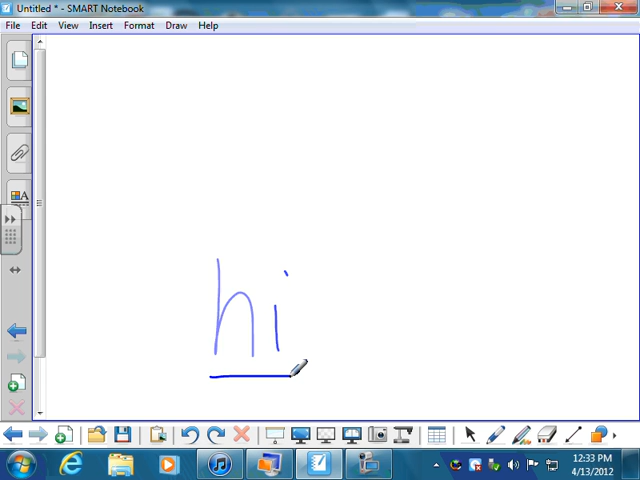 Untitled * - SMART Notebook
File Edit View Insert Format Draw Help
hi
12:33 PM
4/13/2012